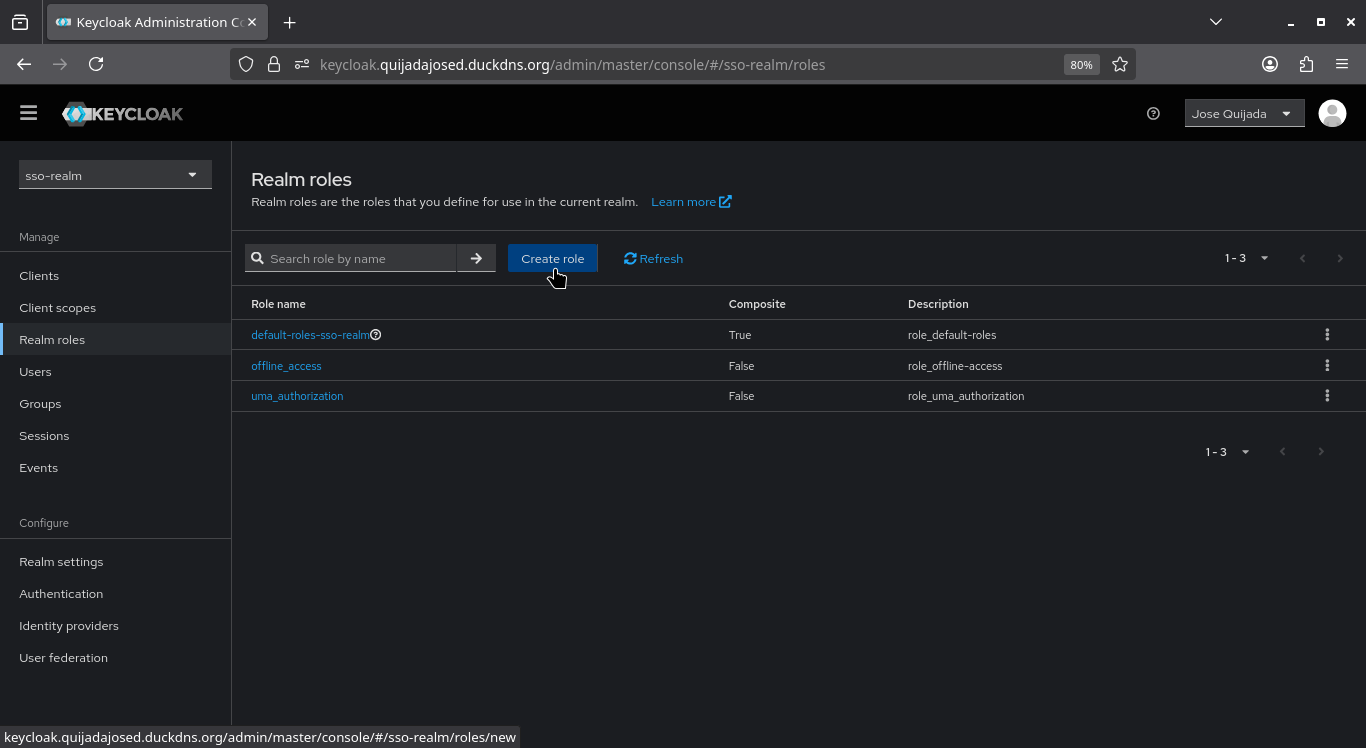 Keycloak Administration C
keycloak.quijadajosed.duckdns.org/admin/master/console/#/sso-realm/roles
80%
KEYCLOAK
Jose Quijada
sso-realm
Manage
Clients
Client scopes
Realm roles
Users
Groups
Sessions
Events
Configure
Realm settings
Authentication
Identity providers
User federation
Realm roles
Realm roles are the roles that you define for use in the current realm. Learn more
Search role by name
Create role
Refresh
1 - 3
Role name Composite Description
default-roles-sso-realm True role_default-roles
offline_access False role_offline-access
uma_authorization False role_uma_authorization
1 - 3
keycloak.quijadajosed.duckdns.org/admin/master/console/#/sso-realm/roles/new